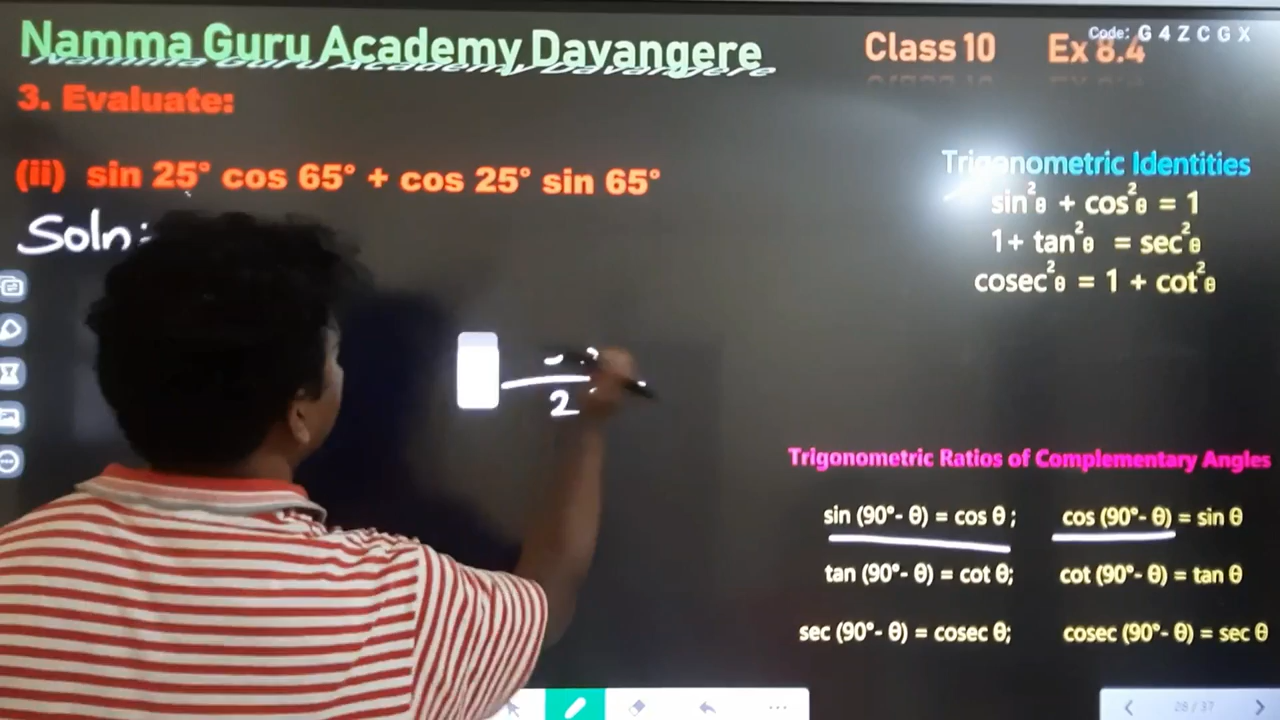 Namma Guru Academy Davangere
Class 10 Ex 8.4
Code: G 4 Z C G X
3. Evaluate:
(ii) sin 25° cos 65° + cos 25° sin 65°
Soln:
2
Trigonometric Identities
sin²θ + cos²θ = 1
1+ tan²θ = sec²θ
cosec²θ = 1 + cot²θ
Trigonometric Ratios of Complementary Angles
sin (90°- θ) = cos θ ; cos (90°- θ) = sin θ
tan (90°- θ) = cot θ; cot (90°- θ) = tan θ
sec (90°- θ) = cosec θ; cosec (90°- θ) = sec θ
28 / 37